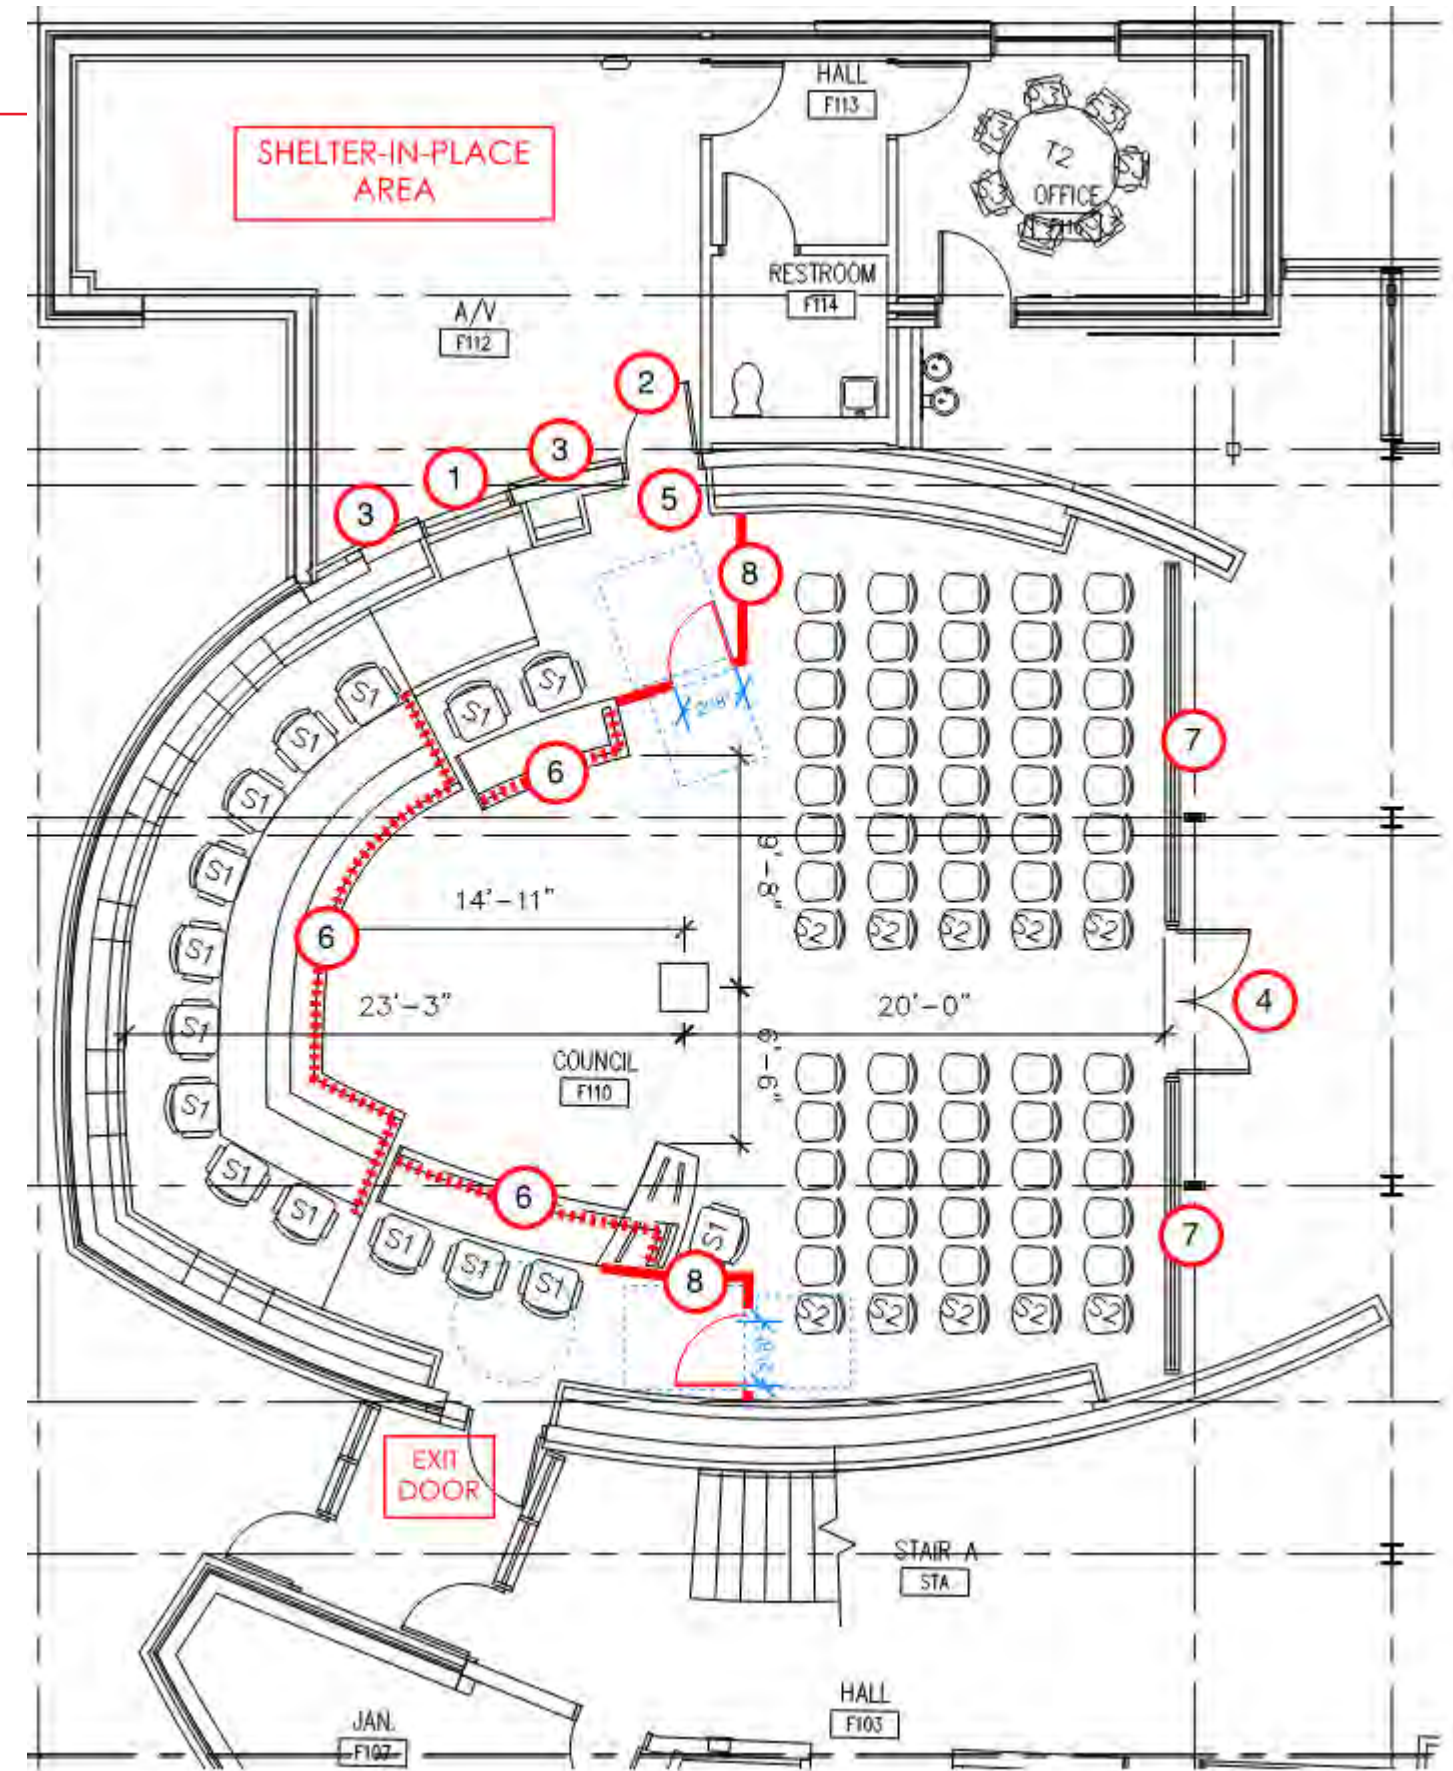 HALL
F113
SHELTER-IN-PLACE
AREA
T2
OFFICE
RESTROOM
F114
A/V
F112
2
3
1
3
5
8
S1
S1
S1
2'-8"
S1
7
6
S1
9'-8"
S1
14'-11"
6
S2
S2
S2
S2
S2
S1
4
23'-3"
20'-0"
S1
6'-6"
COUNCIL
F110
S1
S1
6
S1
S1
7
S1
S1
8
S1
S2
S2
S2
S2
S2
EXIT
DOOR
STAIR A
STA
HALL
F103
JAN.
F107